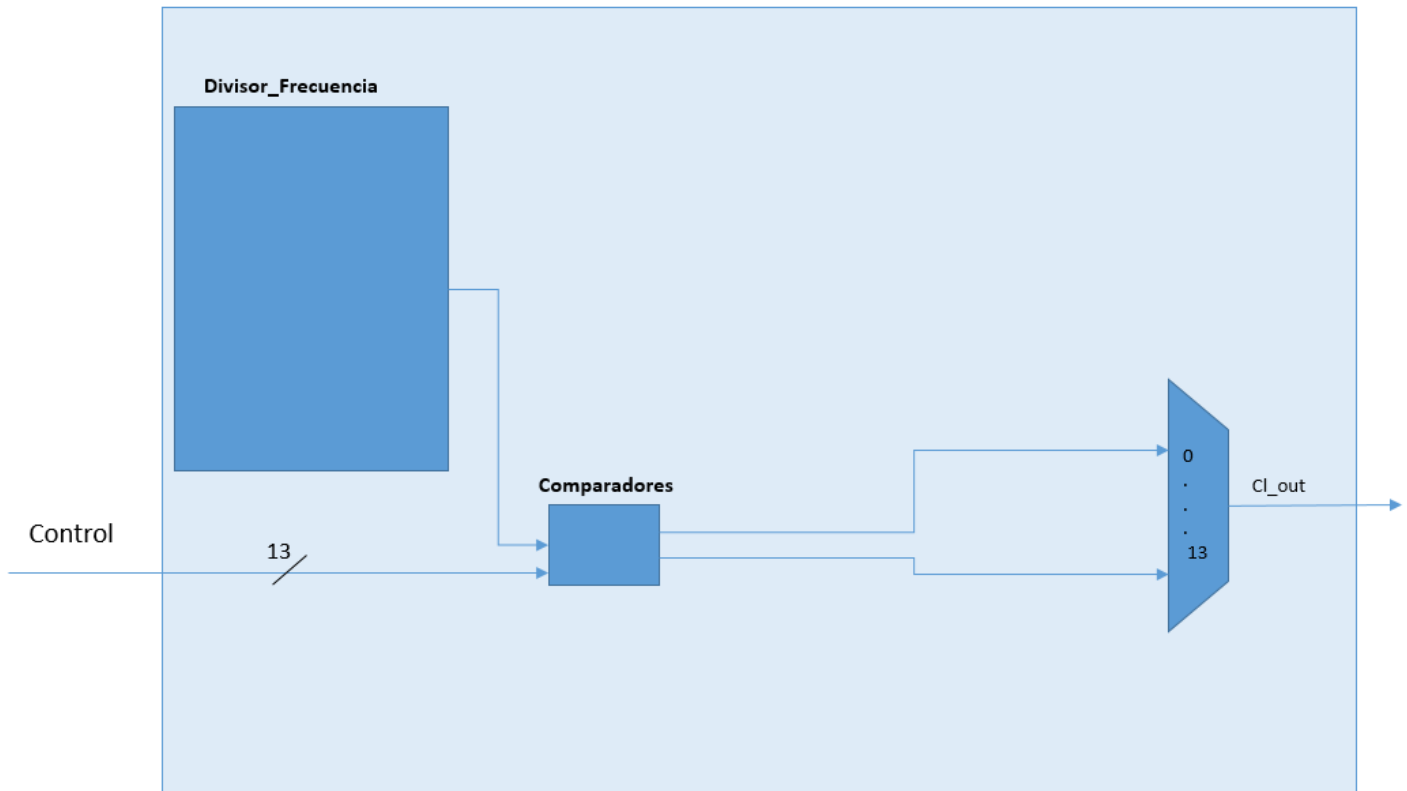 Divisor_Frecuencia
Comparadores
Control
13
0
.
.
.
13
Cl_out